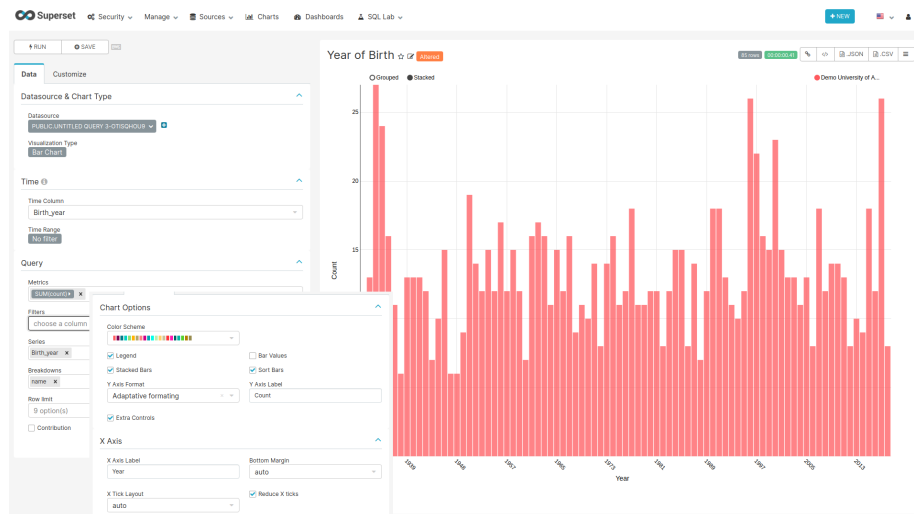 Superset Security Manage Sources Charts Dashboards SQL Lab + NEW
RUN SAVE
Data Customize
Datasource & Chart Type
Datasource
PUBLIC.UNTITLED QUERY 3-OTISQHOU9
Visualization Type
Bar Chart
Time
Time Column
Birth_year
Time Range
No filter
Query
Metrics
SUM(count) x
Filters
choose a column
Series
Birth_year x
Breakdowns
name x
Row limit
9 option(s)
Contribution
Chart Options
Color Scheme
Legend Bar Values
Stacked Bars Sort Bars
Y Axis Format Y Axis Label
Adaptative formating Count
Extra Controls
X Axis
X Axis Label Bottom Margin
Year auto
X Tick Layout Reduce X ticks
auto
Year of Birth Altered 85 rows 00:00:00.41 .JSON .CSV
Grouped Stacked Demo University of A...
25
20
15
Count
1939 1948 1957 1965 1973 1981 1989 1997 2005 2013
Year